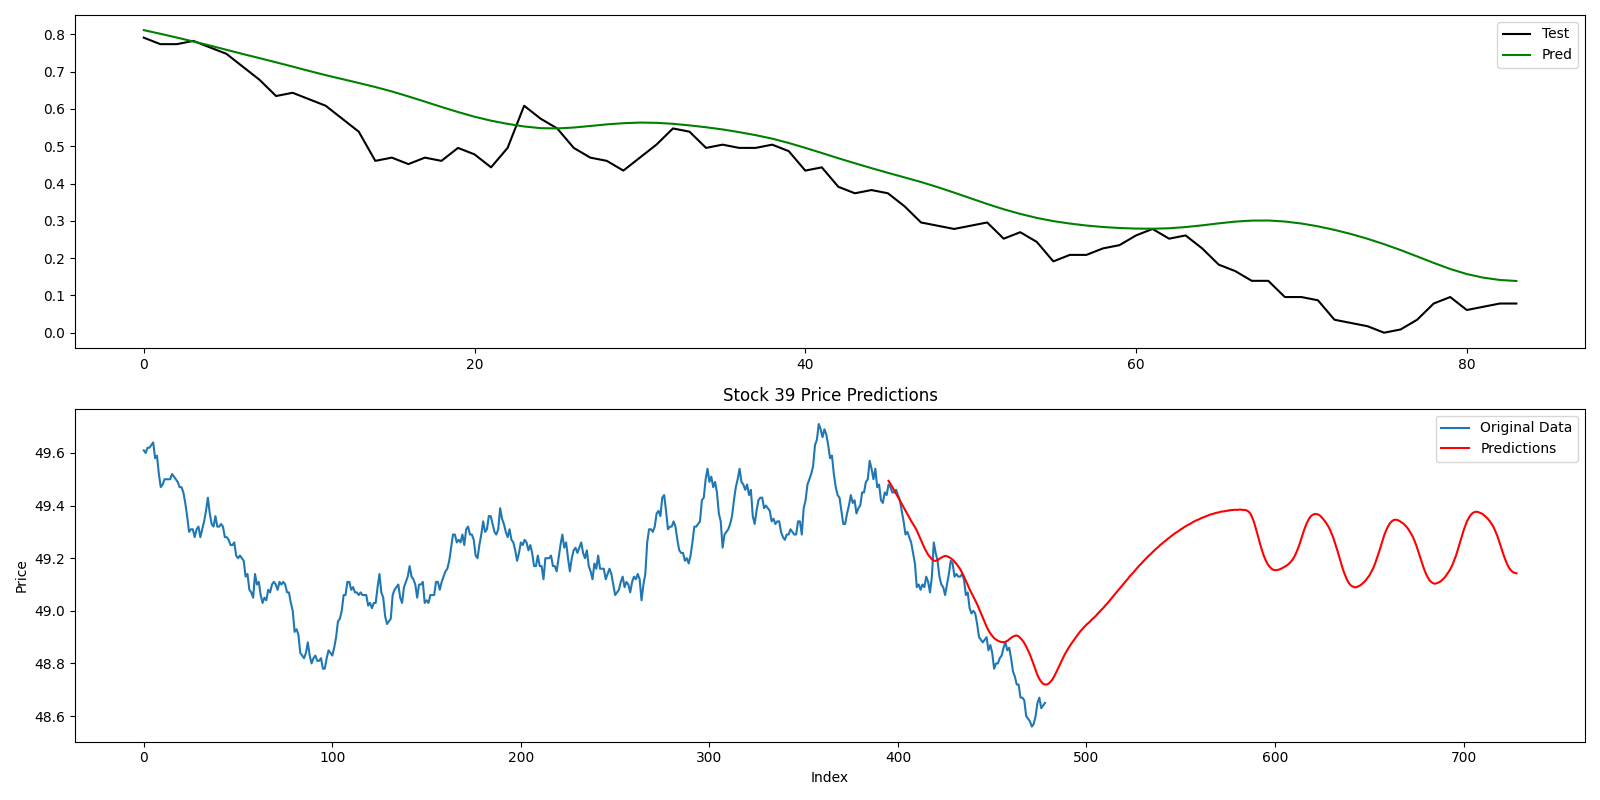 0.8
0.7
0.6
0.5
0.4
0.3
0.2
0.1
0.0
0 20 40 60 80
Test
Pred
Stock 39 Price Predictions
Price
49.6
49.4
49.2
49.0
48.8
48.6
0 100 200 300 400 500 600 700
Index
Original Data
Predictions